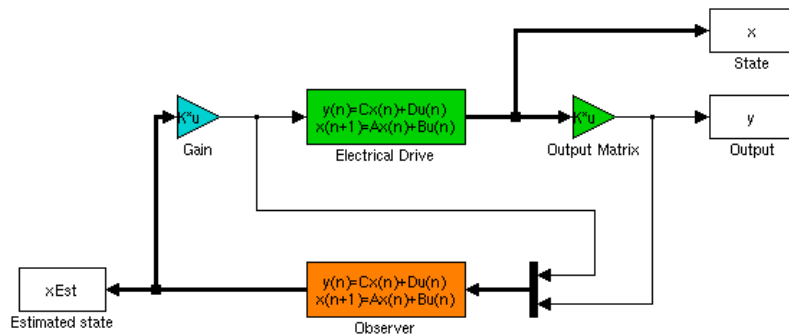 x
State
K*u
Gain
y(n)=Cx(n)+Du(n)
x(n+1)=Ax(n)+Bu(n)
Electrical Drive
K*u
Output Matrix
y
Output
xEst
Estimated state
y(n)=Cx(n)+Du(n)
x(n+1)=Ax(n)+Bu(n)
Observer